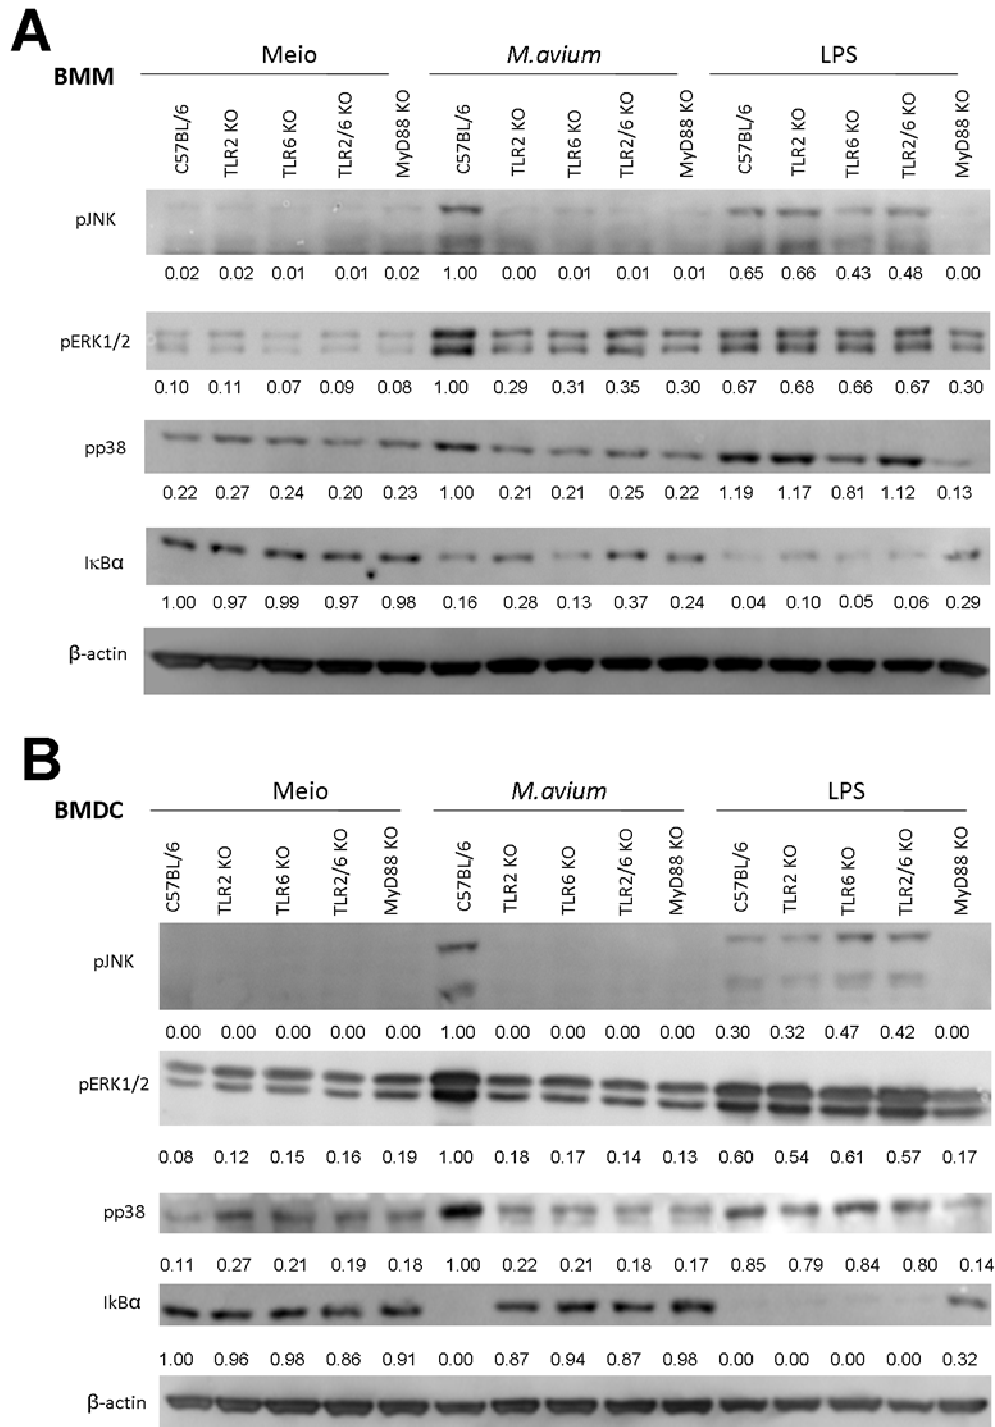 A
BMM
Meio M.avium LPS
C57BL/6 TLR2 KO TLR6 KO TLR2/6 KO MyD88 KO C57BL/6 TLR2 KO TLR6 KO TLR2/6 KO MyD88 KO C57BL/6 TLR2 KO TLR6 KO TLR2/6 KO MyD88 KO
pJNK
0.02 0.02 0.01 0.01 0.02 1.00 0.00 0.01 0.01 0.01 0.65 0.66 0.43 0.48 0.00
pERK1/2
0.10 0.11 0.07 0.09 0.08 1.00 0.29 0.31 0.35 0.30 0.67 0.68 0.66 0.67 0.30
pp38
0.22 0.27 0.24 0.20 0.23 1.00 0.21 0.21 0.25 0.22 1.19 1.17 0.81 1.12 0.13
IκBα
1.00 0.97 0.99 0.97 0.98 0.16 0.28 0.13 0.37 0.24 0.04 0.10 0.05 0.06 0.29
β-actin
B
BMDC
Meio M.avium LPS
C57BL/6 TLR2 KO TLR6 KO TLR2/6 KO MyD88 KO C57BL/6 TLR2 KO TLR6 KO TLR2/6 KO MyD88 KO C57BL/6 TLR2 KO TLR6 KO TLR2/6 KO MyD88 KO
pJNK
0.00 0.00 0.00 0.00 0.00 1.00 0.00 0.00 0.00 0.00 0.30 0.32 0.47 0.42 0.00
pERK1/2
0.08 0.12 0.15 0.16 0.19 1.00 0.18 0.17 0.14 0.13 0.60 0.54 0.61 0.57 0.17
pp38
0.11 0.27 0.21 0.19 0.18 1.00 0.22 0.21 0.18 0.17 0.85 0.79 0.84 0.80 0.14
IkBα
1.00 0.96 0.98 0.86 0.91 0.00 0.87 0.94 0.87 0.98 0.00 0.00 0.00 0.00 0.32
β-actin